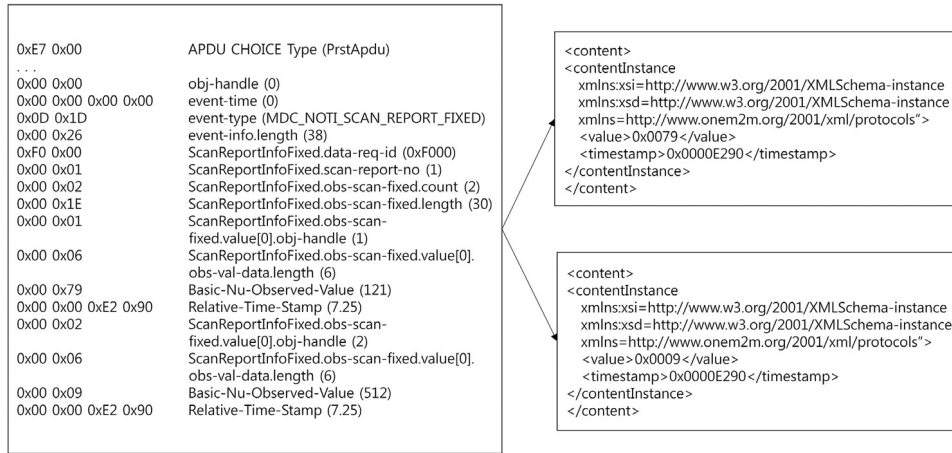 0xE7 0x00 APDU CHOICE Type (PrstApdu)
. . .
0x00 0x00 obj-handle (0)
0x00 0x00 0x00 0x00 event-time (0)
0x0D 0x1D event-type (MDC_NOTI_SCAN_REPORT_FIXED)
0x00 0x26 event-info.length (38)
0xF0 0x00 ScanReportInfoFixed.data-req-id (0xF000)
0x00 0x01 ScanReportInfoFixed.scan-report-no (1)
0x00 0x02 ScanReportInfoFixed.obs-scan-fixed.count (2)
0x00 0x1E ScanReportInfoFixed.obs-scan-fixed.length (30)
0x00 0x01 ScanReportInfoFixed.obs-scan-
fixed.value[0].obj-handle (1)
0x00 0x06 ScanReportInfoFixed.obs-scan-fixed.value[0].
obs-val-data.length (6)
0x00 0x79 Basic-Nu-Observed-Value (121)
0x00 0x00 0xE2 0x90 Relative-Time-Stamp (7.25)
0x00 0x02 ScanReportInfoFixed.obs-scan-
fixed.value[0].obj-handle (2)
0x00 0x06 ScanReportInfoFixed.obs-scan-fixed.value[0].
obs-val-data.length (6)
0x00 0x09 Basic-Nu-Observed-Value (512)
0x00 0x00 0xE2 0x90 Relative-Time-Stamp (7.25)
<content>
<contentInstance
xmlns:xsi=http://www.w3.org/2001/XMLSchema-instance
xmlns:xsd=http://www.w3.org/2001/XMLSchema-instance
xmlns=http://www.onem2m.org/2001/xml/protocols">
<value>0x0079</value>
<timestamp>0x0000E290</timestamp>
</contentInstance>
</content>
<content>
<contentInstance
xmlns:xsi=http://www.w3.org/2001/XMLSchema-instance
xmlns:xsd=http://www.w3.org/2001/XMLSchema-instance
xmlns=http://www.onem2m.org/2001/xml/protocols">
<value>0x0009</value>
<timestamp>0x0000E290</timestamp>
</contentInstance>
</content>